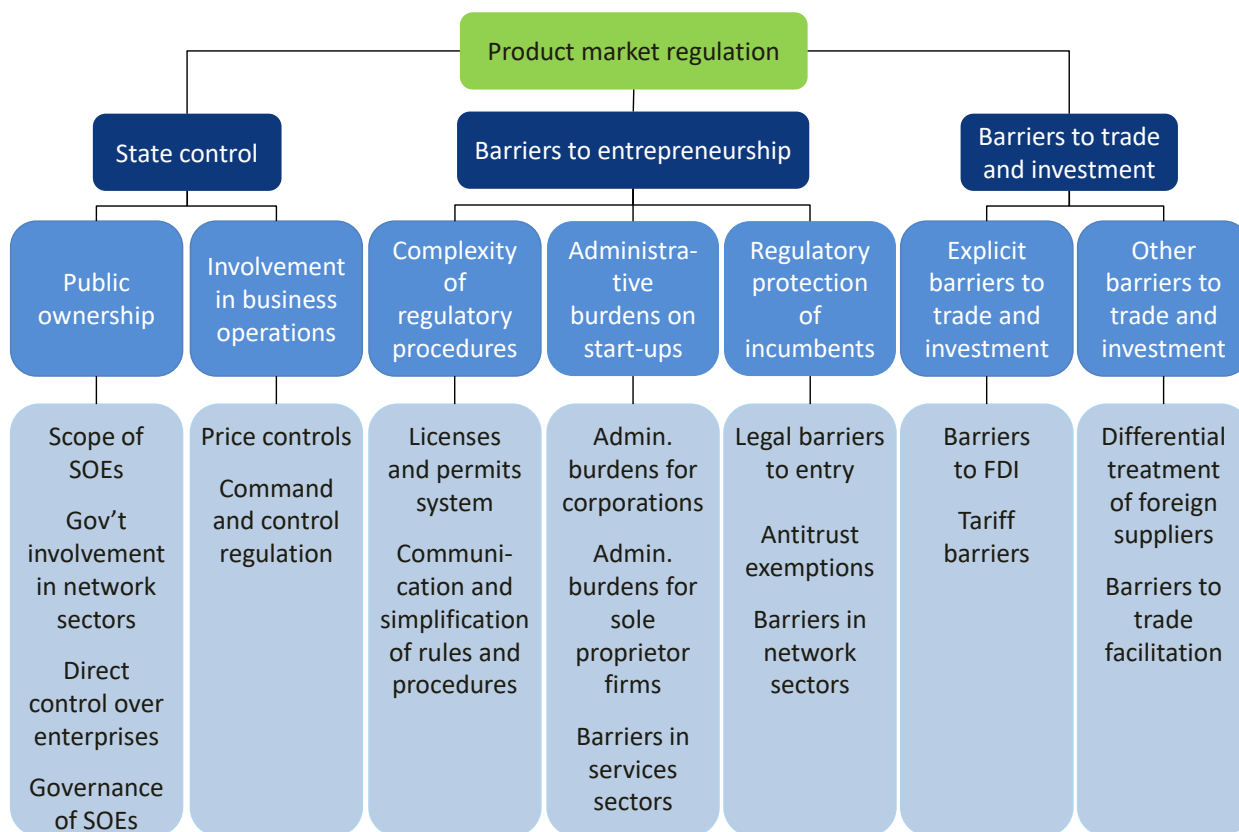 Product market regulation
State control
Barriers to entrepreneurship
Barriers to trade
and investment
Public
ownership
Involvement
in business
operations
Complexity
of
regulatory
procedures
Administra-
tive
burdens on
start-ups
Regulatory
protection
of
incumbents
Explicit
barriers to
trade and
investment
Other
barriers to
trade and
investment
Scope of
SOEs
Gov’t
involvement
in network
sectors
Direct
control over
enterprises
Governance
of SOEs
Price controls
Command
and control
regulation
Licenses
and permits
system
Communi-
cation and
simplification
of rules and
procedures
Admin.
burdens for
corporations
Admin.
burdens for
sole
proprietor
firms
Barriers in
services
sectors
Legal barriers
to entry
Antitrust
exemptions
Barriers in
network
sectors
Barriers
to FDI
Tariff
barriers
Differential
treatment
of foreign
suppliers
Barriers to
trade
facilitation